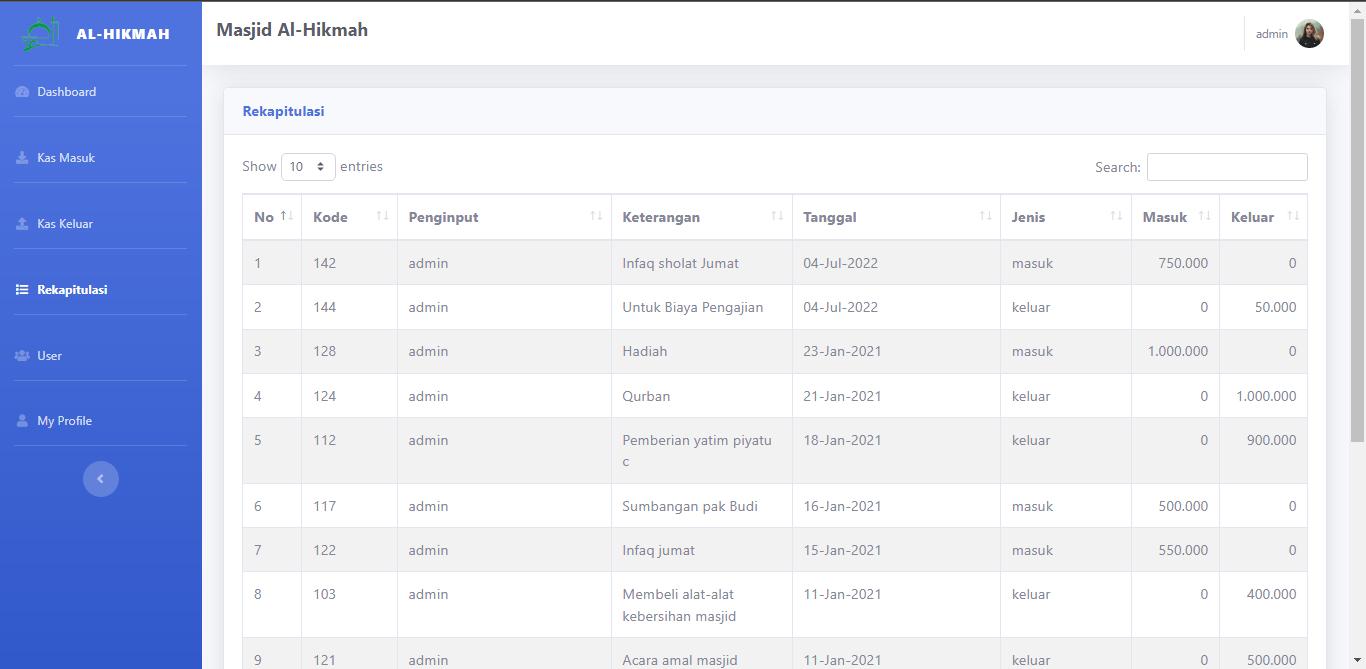 AL-HIKMAH
Masjid Al-Hikmah
admin
Dashboard
Kas Masuk
Kas Keluar
Rekapitulasi
User
My Profile
Rekapitulasi
Show 10 entries
Search:
No Kode Penginput Keterangan Tanggal Jenis Masuk Keluar
1 142 admin Infaq sholat Jumat 04-Jul-2022 masuk 750.000 0
2 144 admin Untuk Biaya Pengajian 04-Jul-2022 keluar 0 50.000
3 128 admin Hadiah 23-Jan-2021 masuk 1.000.000 0
4 124 admin Qurban 21-Jan-2021 keluar 0 1.000.000
5 112 admin Pemberian yatim piyatu 18-Jan-2021 keluar 0 900.000
c
6 117 admin Sumbangan pak Budi 16-Jan-2021 masuk 500.000 0
7 122 admin Infaq jumat 15-Jan-2021 masuk 550.000 0
8 103 admin Membeli alat-alat 11-Jan-2021 keluar 0 400.000
kebersihan masjid
9 121 admin Acara amal masjid 11-Jan-2021 keluar 0 500.000